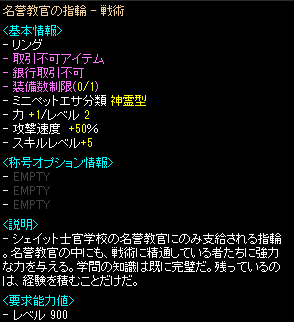 名誉教官の指輪 - 戦術
<基本情報>
- リング
- 取引不可アイテム
- 銀行取引不可
- 装備数制限(0/1)
- ミニペットエサ分類 神霊型
- 力 +1/レベル 2
- 攻撃速度 +50%
- スキルレベル+5
<称号オプション情報>
- EMPTY
- EMPTY
- EMPTY
<説明>
- シェイット士官学校の名誉教官にのみ支給される指輪
。名誉教官の中にも、戦術に精通している者たちに強力
な力を与える。学問の知識は既に完璧だ。残っているの
は、経験を積むことだけだ。
<要求能力値>
- レベル 900